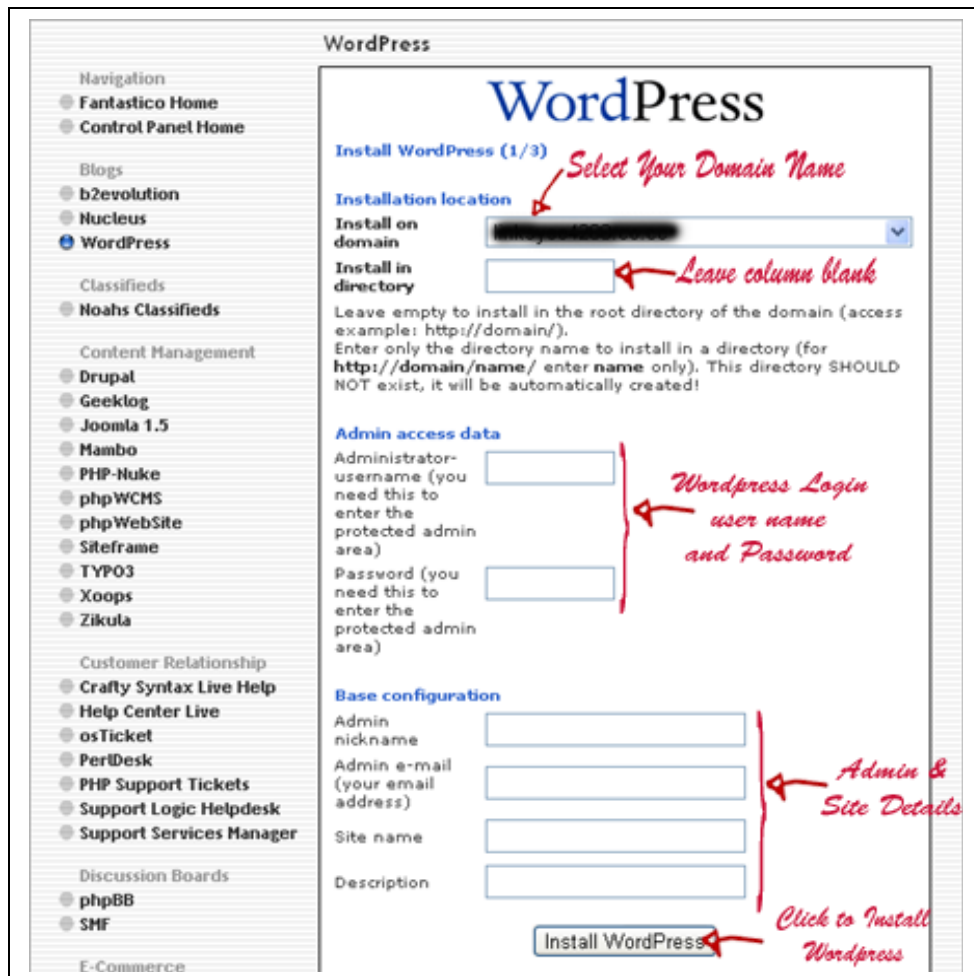 WordPress
Navigation
Fantastico Home
Control Panel Home
Blogs
b2evolution
Nucleus
WordPress
Classifieds
Noahs Classifieds
Content Management
Drupal
Geeklog
Joomla 1.5
Mambo
PHP-Nuke
phpWCMS
phpWebSite
Siteframe
TYPO3
Xoops
Zikula
Customer Relationship
Crafty Syntax Live Help
Help Center Live
osTicket
PerlDesk
PHP Support Tickets
Support Logic Helpdesk
Support Services Manager
Discussion Boards
phpBB
SMF
E-Commerce
WordPress
Install WordPress (1/3)
Select Your Domain Name
Installation location
Install on
domain
Install in
directory
Leave column blank
Leave empty to install in the root directory of the domain (access
example: http://domain/).
Enter only the directory name to install in a directory (for
http://domain/name/ enter name only). This directory SHOULD
NOT exist, it will be automatically created!
Admin access data
Administrator-
username (you
need this to
enter the
protected admin
area)
Password (you
need this to
enter the
protected admin
area)
Wordpress Login
user name
and Password
Base configuration
Admin
nickname
Admin e-mail
(your email
address)
Site name
Description
Admin &
Site Details
Install WordPress
Click to Install
Wordpress